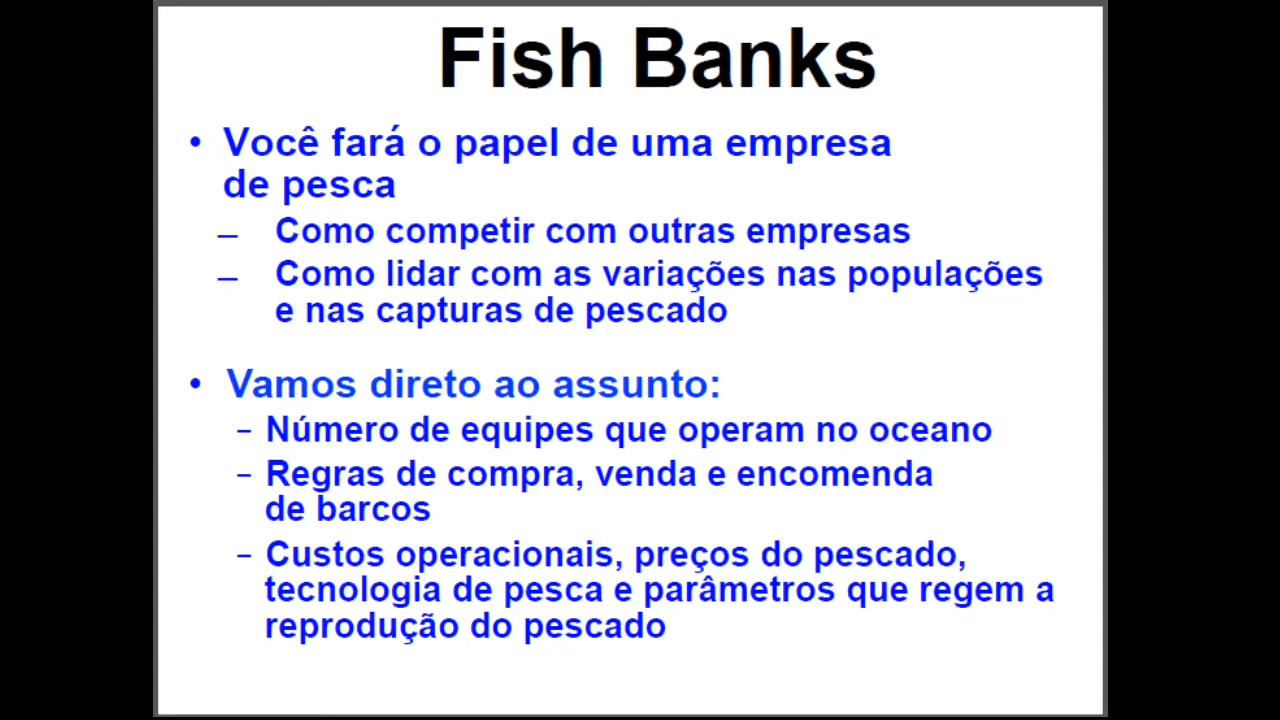 Fish Banks
• Você fará o papel de uma empresa
de pesca
– Como competir com outras empresas
– Como lidar com as variações nas populações
e nas capturas de pescado
• Vamos direto ao assunto:
– Número de equipes que operam no oceano
– Regras de compra, venda e encomenda
de barcos
– Custos operacionais, preços do pescado,
tecnologia de pesca e parâmetros que regem a
reprodução do pescado